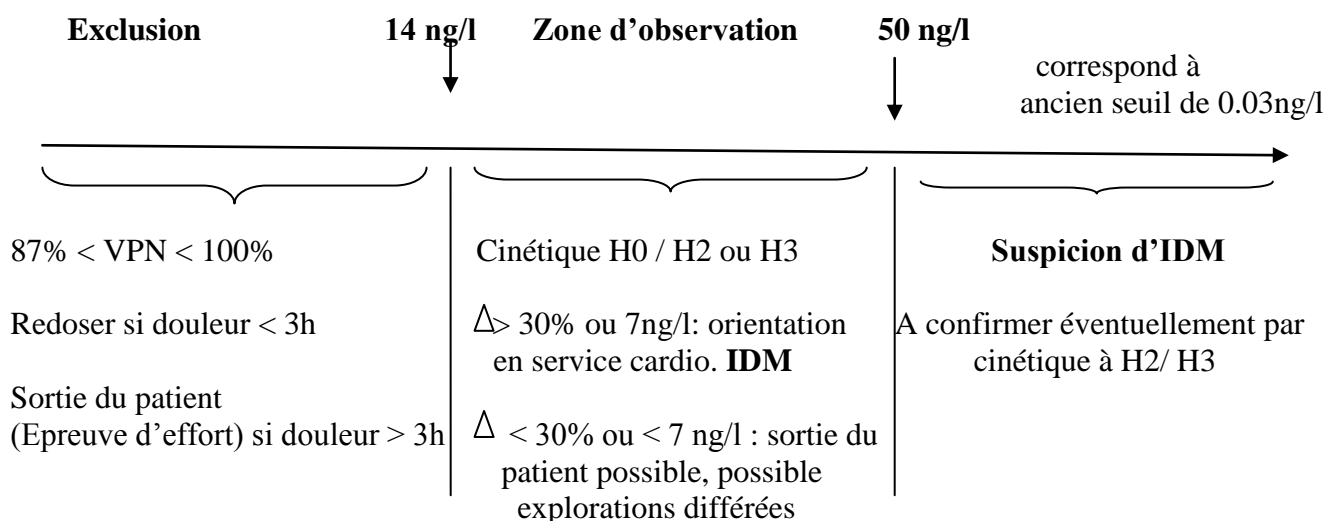 Exclusion 14 ng/l Zone d’observation 50 ng/l
correspond à
ancien seuil de 0.03ng/l
87% < VPN < 100%
Redoser si douleur < 3h
Sortie du patient
(Epreuve d’effort) si douleur > 3h
Cinétique H0 / H2 ou H3
Δ> 30% ou 7ng/l: orientation
en service cardio. IDM
Δ < 30% ou < 7 ng/l : sortie du
patient possible, possible
explorations différées
Suspicion d’IDM
A confirmer éventuellement par
cinétique à H2/ H3